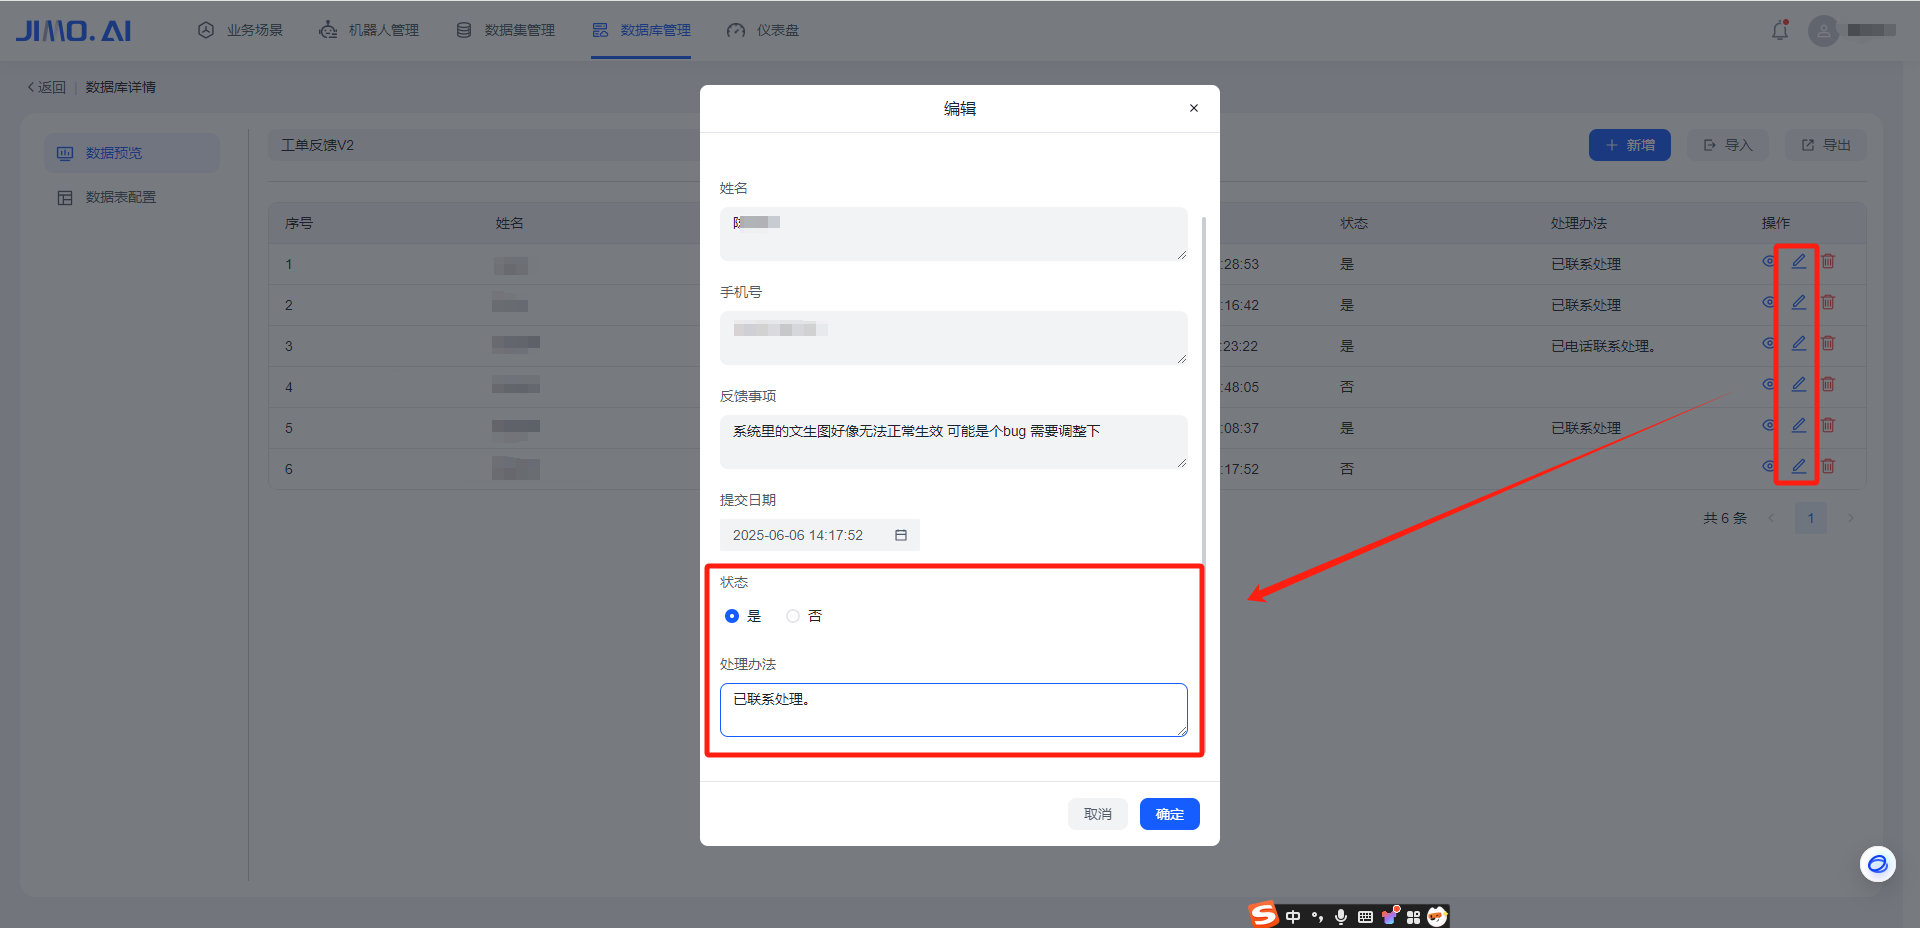 JIMO.AI
业务场景
机器人管理
数据集管理
数据库管理
仪表盘
返回
数据库详情
数据预览
数据表配置
工单反馈V2
新增
导入
导出
序号
姓名
状态
处理办法
操作
1
:28:53
是
已联系处理
2
:16:42
是
已联系处理
3
:23:22
是
已电话联系处理。
4
:48:05
否
5
:08:37
是
已联系处理
6
:17:52
否
共 6 条
1
编辑
姓名
手机号
反馈事项
系统里的文生图好像无法正常生效 可能是个bug 需要调整下
提交日期
2025-06-06 14:17:52
状态
是
否
处理办法
已联系处理。
取消
确定
中